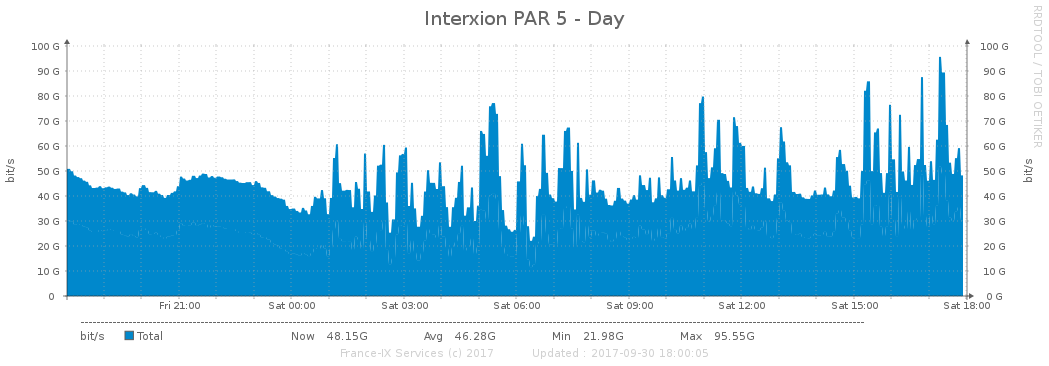 Interxion PAR 5 - Day
RRDTOOL / TOBI OETIKER
bit/s
100 G
90 G
80 G
70 G
60 G
50 G
40 G
30 G
20 G
10 G
0
100 G
90 G
80 G
70 G
60 G
50 G
40 G
30 G
20 G
10 G
0 G
bit/s
Fri 21:00 Sat 00:00 Sat 03:00 Sat 06:00 Sat 09:00 Sat 12:00 Sat 15:00 Sat 18:00
bit/s Total Now 48.15G Avg 46.28G Min 21.98G Max 95.55G
France-IX Services (c) 2017 Updated : 2017-09-30 18:00:05